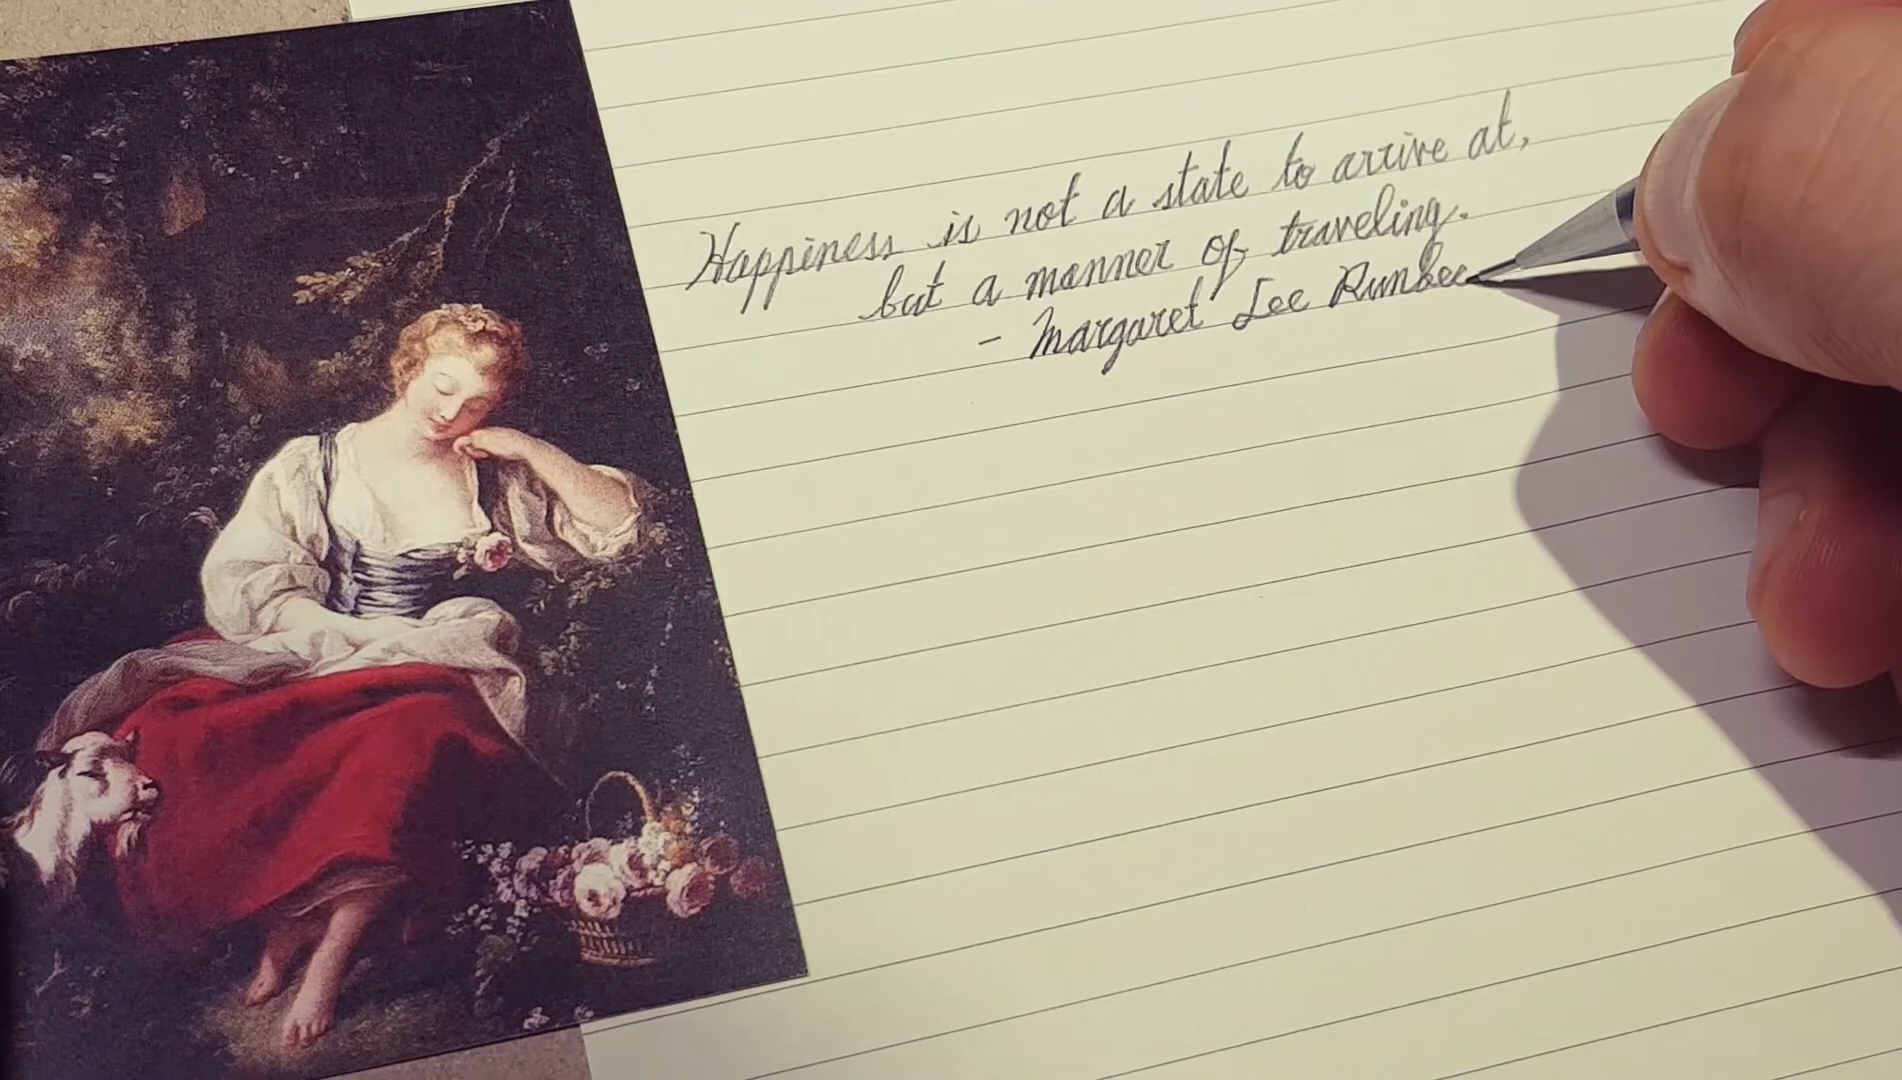 Happiness is not a state to arrive at,
but a manner of traveling.
- Margaret Lee Runbec